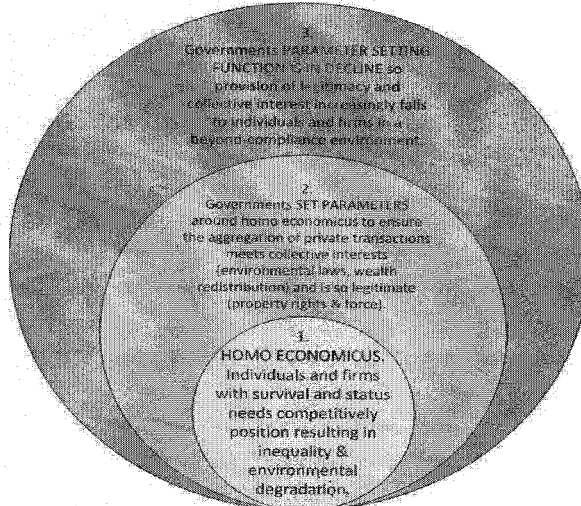 3.
Governments PARAMETER SETTING
FUNCTION IS IN DECLINE so
provision of legitimacy and
collective interest increasingly falls
to individuals and firms in a
beyond-compliance environment.
2.
Governments SET PARAMETERS
around homo economicus to ensure
the aggregation of private transactions
meets collective interests
(environmental laws, wealth
redistribution) and is so legitimate
(property rights & force).
1.
HOMO ECONOMICUS.
Individuals and firms
with survival and status
needs competitively
position resulting in
inequality &
environmental
degradation.